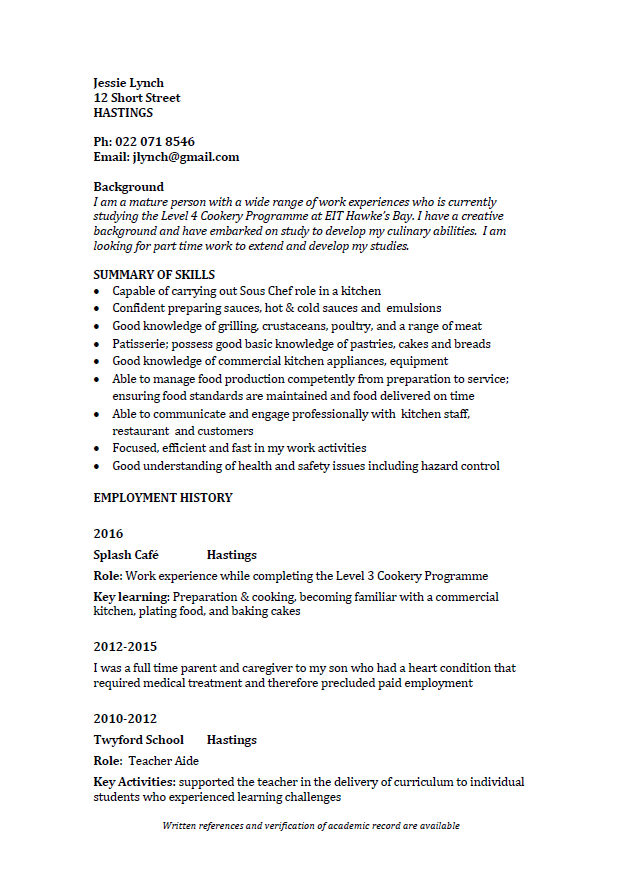 Jessie Lynch
12 Short Street
HASTINGS
Ph: 022 071 8546
Email: jlynch@gmail.com
Background
I am a mature person with a wide range of work experiences who is currently
studying the Level 4 Cookery Programme at EIT Hawke's Bay. I have a creative
background and have embarked on study to develop my culinary abilities.  I am
looking for part time work to extend and develop my studies.
SUMMARY OF SKILLS
• Capable of carrying out Sous Chef role in a kitchen
• Confident preparing sauces, hot & cold sauces and  emulsions
• Good knowledge of grilling, crustaceans, poultry, and a range of meat
• Patisserie; possess good basic knowledge of pastries, cakes and breads
• Good knowledge of commercial kitchen appliances, equipment
• Able to manage food production competently from preparation to service;
ensuring food standards are maintained and food delivered on time
• Able to communicate and engage professionally with  kitchen staff,
restaurant  and customers
• Focused, efficient and fast in my work activities
• Good understanding of health and safety issues including hazard control
EMPLOYMENT HISTORY
2016
Splash Café Hastings
Role: Work experience while completing the Level 3 Cookery Programme
Key learning: Preparation & cooking, becoming familiar with a commercial
kitchen, plating food, and baking cakes
2012-2015
I was a full time parent and caregiver to my son who had a heart condition that
required medical treatment and therefore precluded paid employment
2010-2012
Twyford School Hastings
Role:  Teacher Aide
Key Activities: supported the teacher in the delivery of curriculum to individual
students who experienced learning challenges
Written references and verification of academic record are available